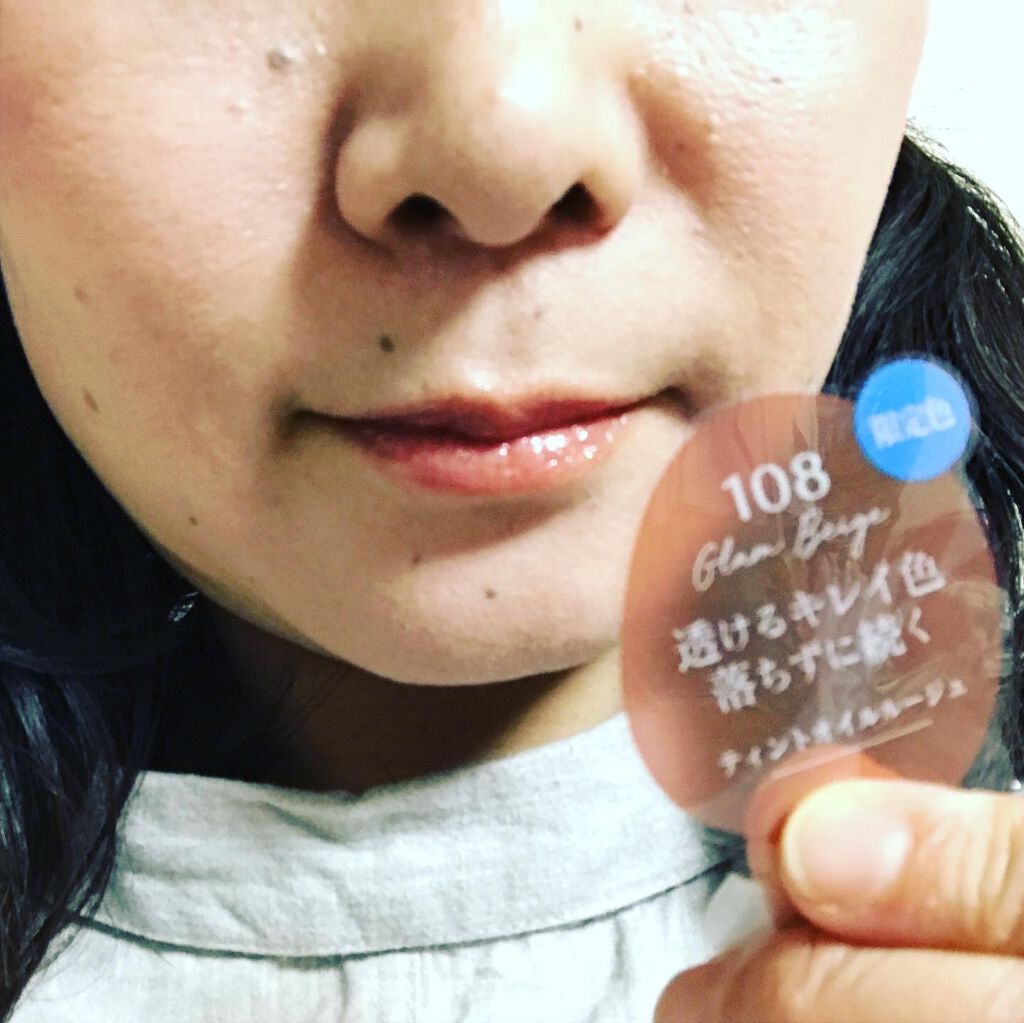 限定色
108
Glam Beige
透けるキレイ色
落ちずに続く
ティントオイルルージュ